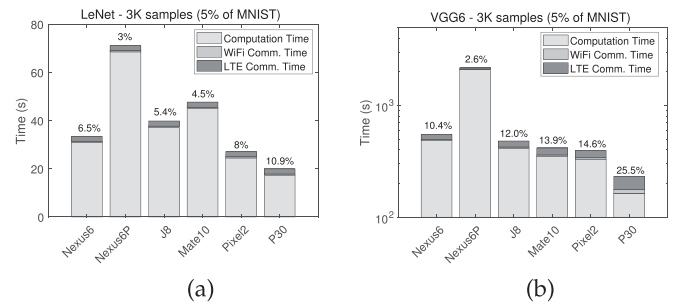 LeNet - 3K samples (5% of MNIST)
80
60
40
20
0
Time (s)
Computation Time
WiFi Comm. Time
LTE Comm. Time
6.5%
3%
5.4%
4.5%
8%
10.9%
Nexus6
Nexus6P
J8
Mate10
Pixel2
P30
(a)
VGG6 - 3K samples (5% of MNIST)
10³
10²
Time (s)
Computation Time
WiFi Comm. Time
LTE Comm. Time
10.4%
2.6%
12.0%
13.9%
14.6%
25.5%
Nexus6
Nexus6P
J8
Mate10
Pixel2
P30
(b)